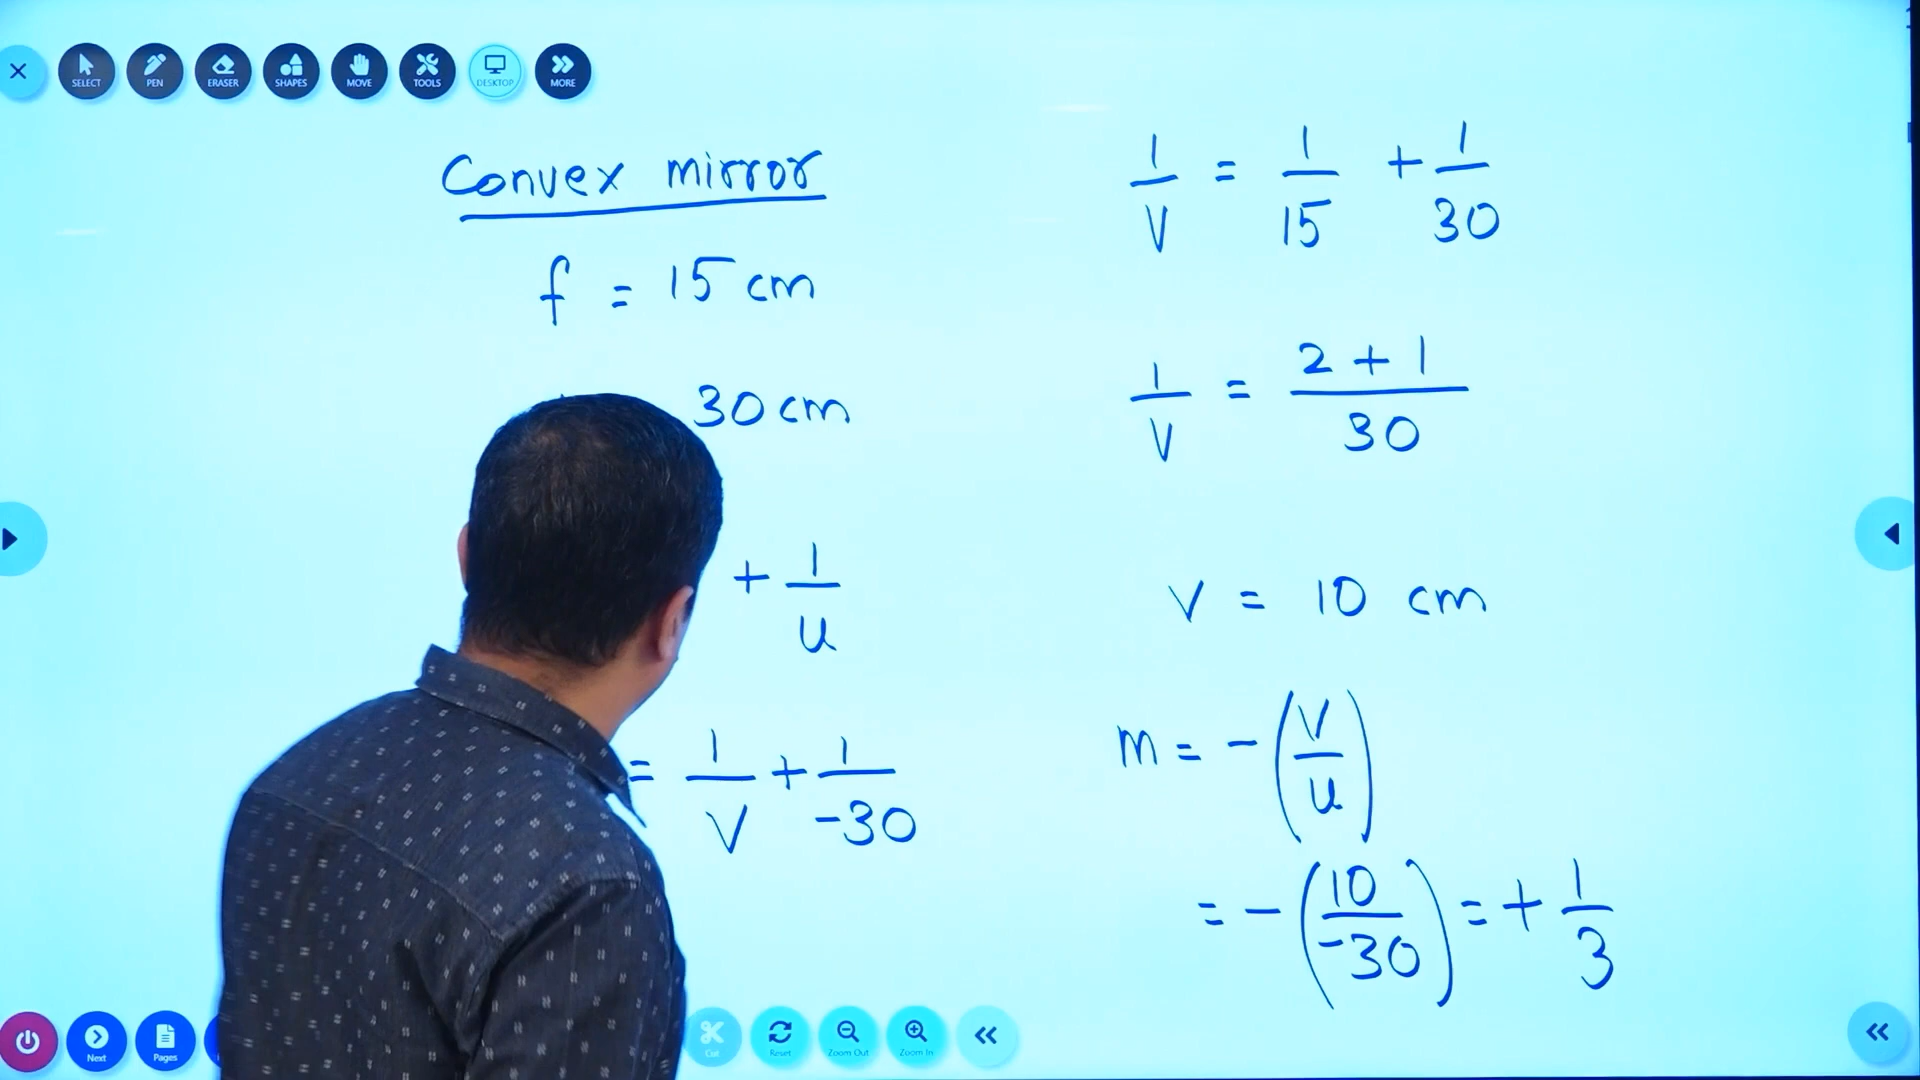 SELECT PEN ERASER SHAPES MOVE TOOLS DESKTOP MORE
Convex mirror
f = 15 cm
30 cm
+ 1/u
= 1/V + 1/-30
1/V = 1/15 + 1/30
1/V = 2 + 1/30
V = 10 cm
m = - (V/u)
= - (10/-30) = + 1/3
Next Pages Cut Reset Zoom Out Zoom In